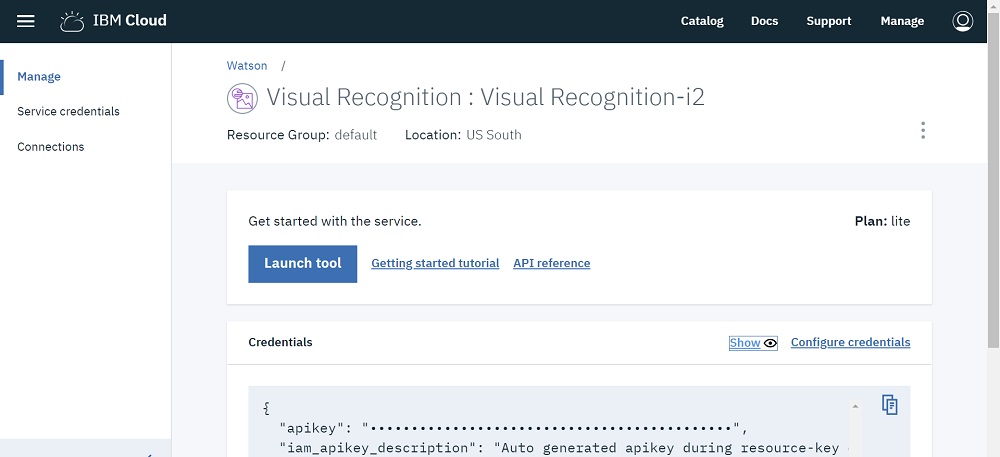 IBM Cloud
Catalog Docs Support Manage
Manage
Service credentials
Connections
Watson /
Visual Recognition : Visual Recognition-i2
Resource Group: default Location: US South
Get started with the service.
Plan: lite
Launch tool Getting started tutorial API reference
Credentials Show Configure credentials
{
"apikey": "••••••••••••••••••••••••••••••••••••••••••••",
"iam_apikey_description": "Auto generated apikey during resource-key